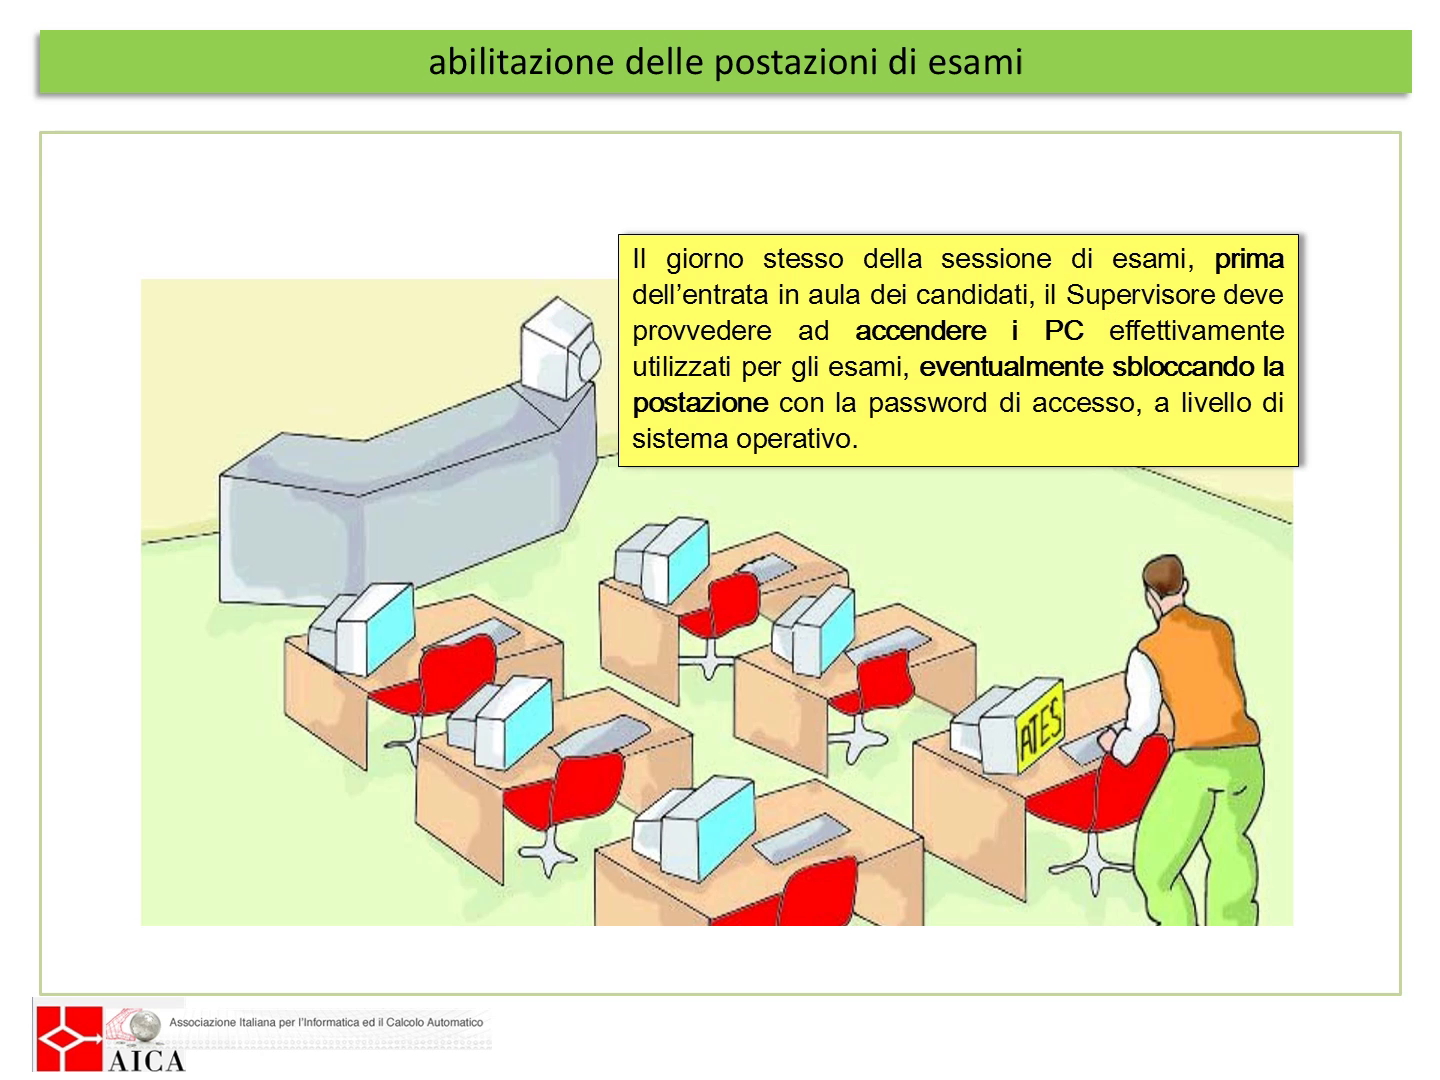 abilitazione delle postazioni di esami
Il giorno stesso della sessione di esami, prima
dell’entrata in aula dei candidati, il Supervisore deve
provvedere ad accendere i PC effettivamente
utilizzati per gli esami, eventualmente sbloccando la
postazione con la password di accesso, a livello di
sistema operativo.
ATES
Associazione Italiana per l'Informatica ed il Calcolo Automatico
AICA